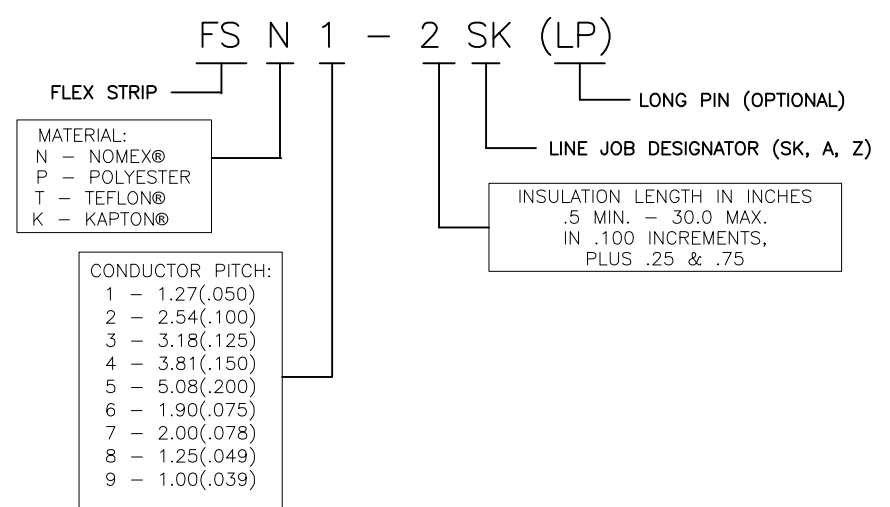 FS N 1 – 2 SK (LP)
FLEX STRIP
LONG PIN (OPTIONAL)
MATERIAL:
N – NOMEX®
P – POLYESTER
T – TEFLON®
K – KAPTON®
LINE JOB DESIGNATOR (SK, A, Z)
INSULATION LENGTH IN INCHES
.5 MIN. – 30.0 MAX.
IN .100 INCREMENTS,
PLUS .25 & .75
CONDUCTOR PITCH:
1 – 1.27(.050)
2 – 2.54(.100)
3 – 3.18(.125)
4 – 3.81(.150)
5 – 5.08(.200)
6 – 1.90(.075)
7 – 2.00(.078)
8 – 1.25(.049)
9 – 1.00(.039)